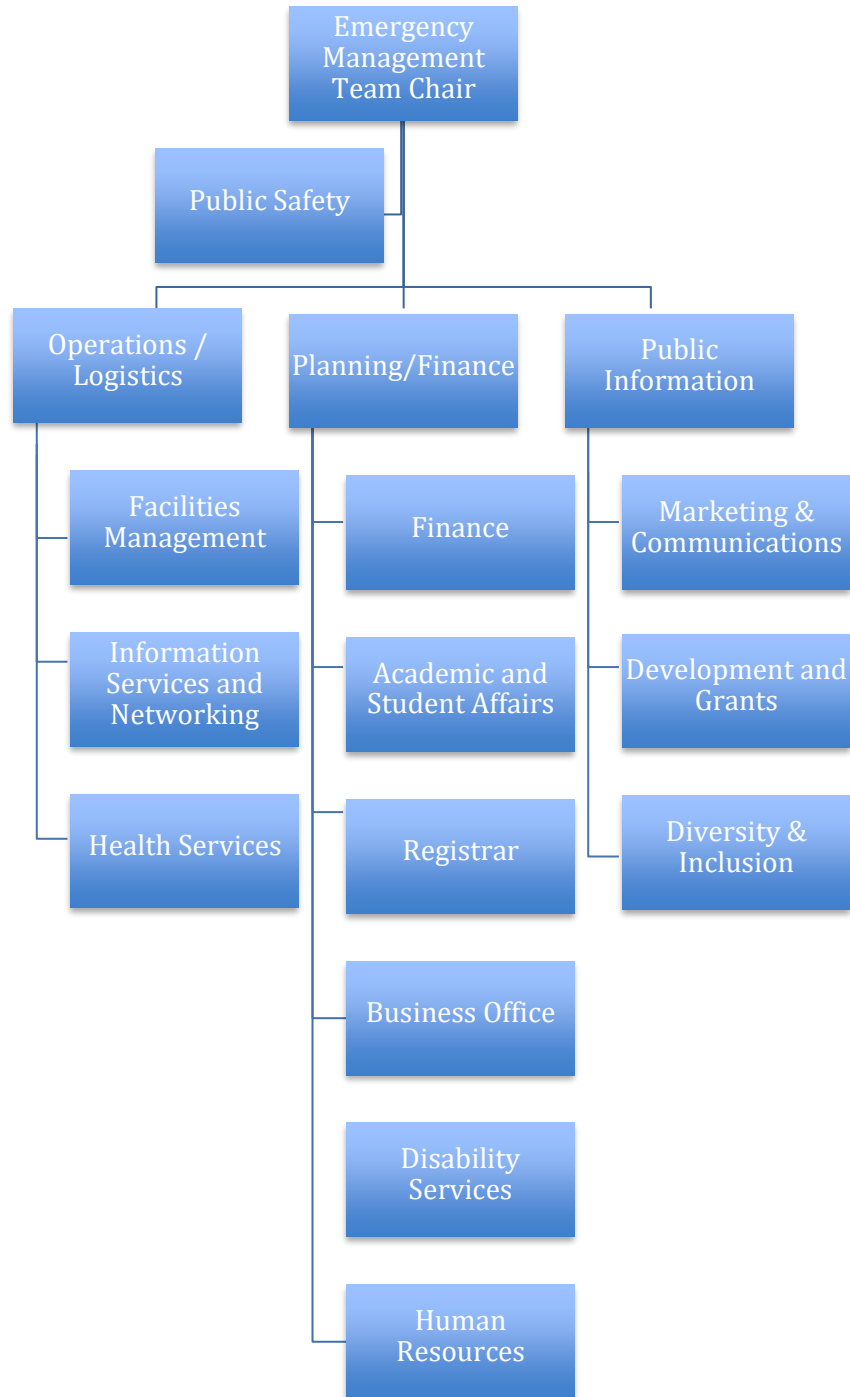 Emergency
Management
Team Chair
Public Safety
Operations /
Logistics
Planning/Finance
Public
Information
Facilities
Management
Information
Services and
Networking
Health Services
Finance
Academic and
Student Affairs
Registrar
Business Office
Disability
Services
Human
Resources
Marketing &
Communications
Development and
Grants
Diversity &
Inclusion